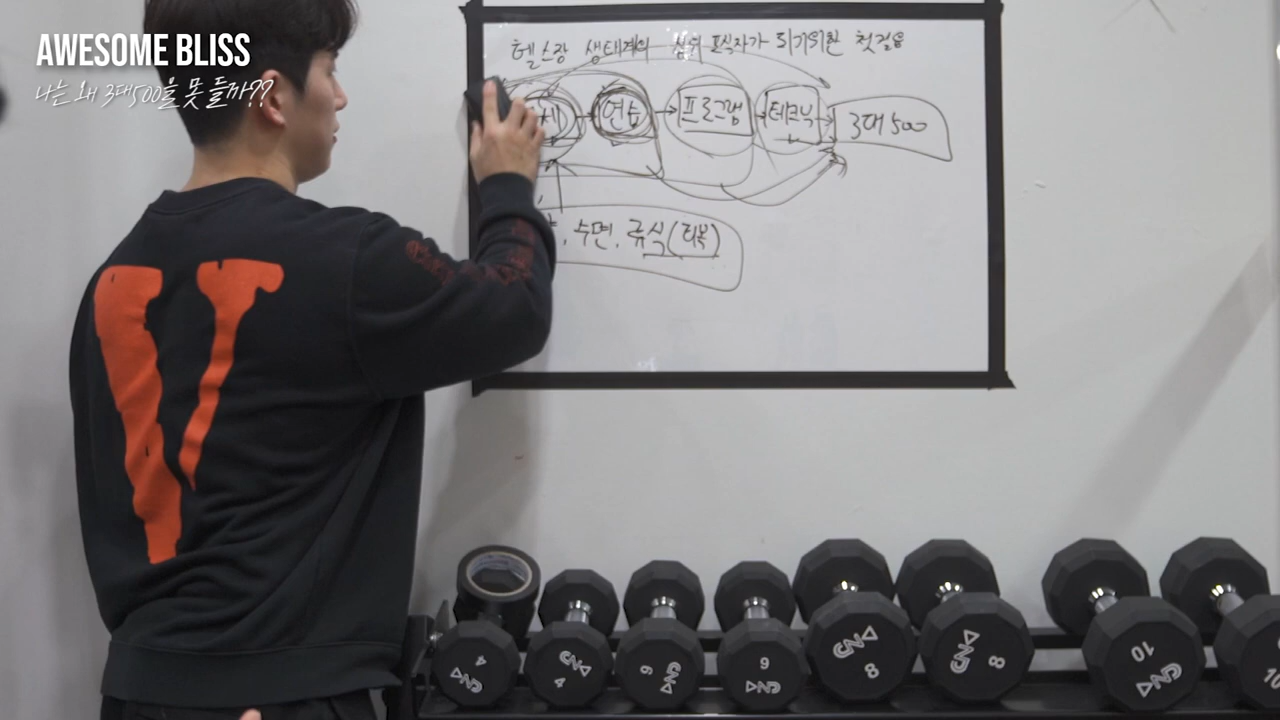 AWESOME BLISS
나는 왜 3대500을 못 들까??
헬스장 생태계의 상위 포식자가 되기위한 첫걸음
연습 프로그램 테크닉 3대 500
수면, 휴식(회복)
4 4 6 6 8 8 10 10